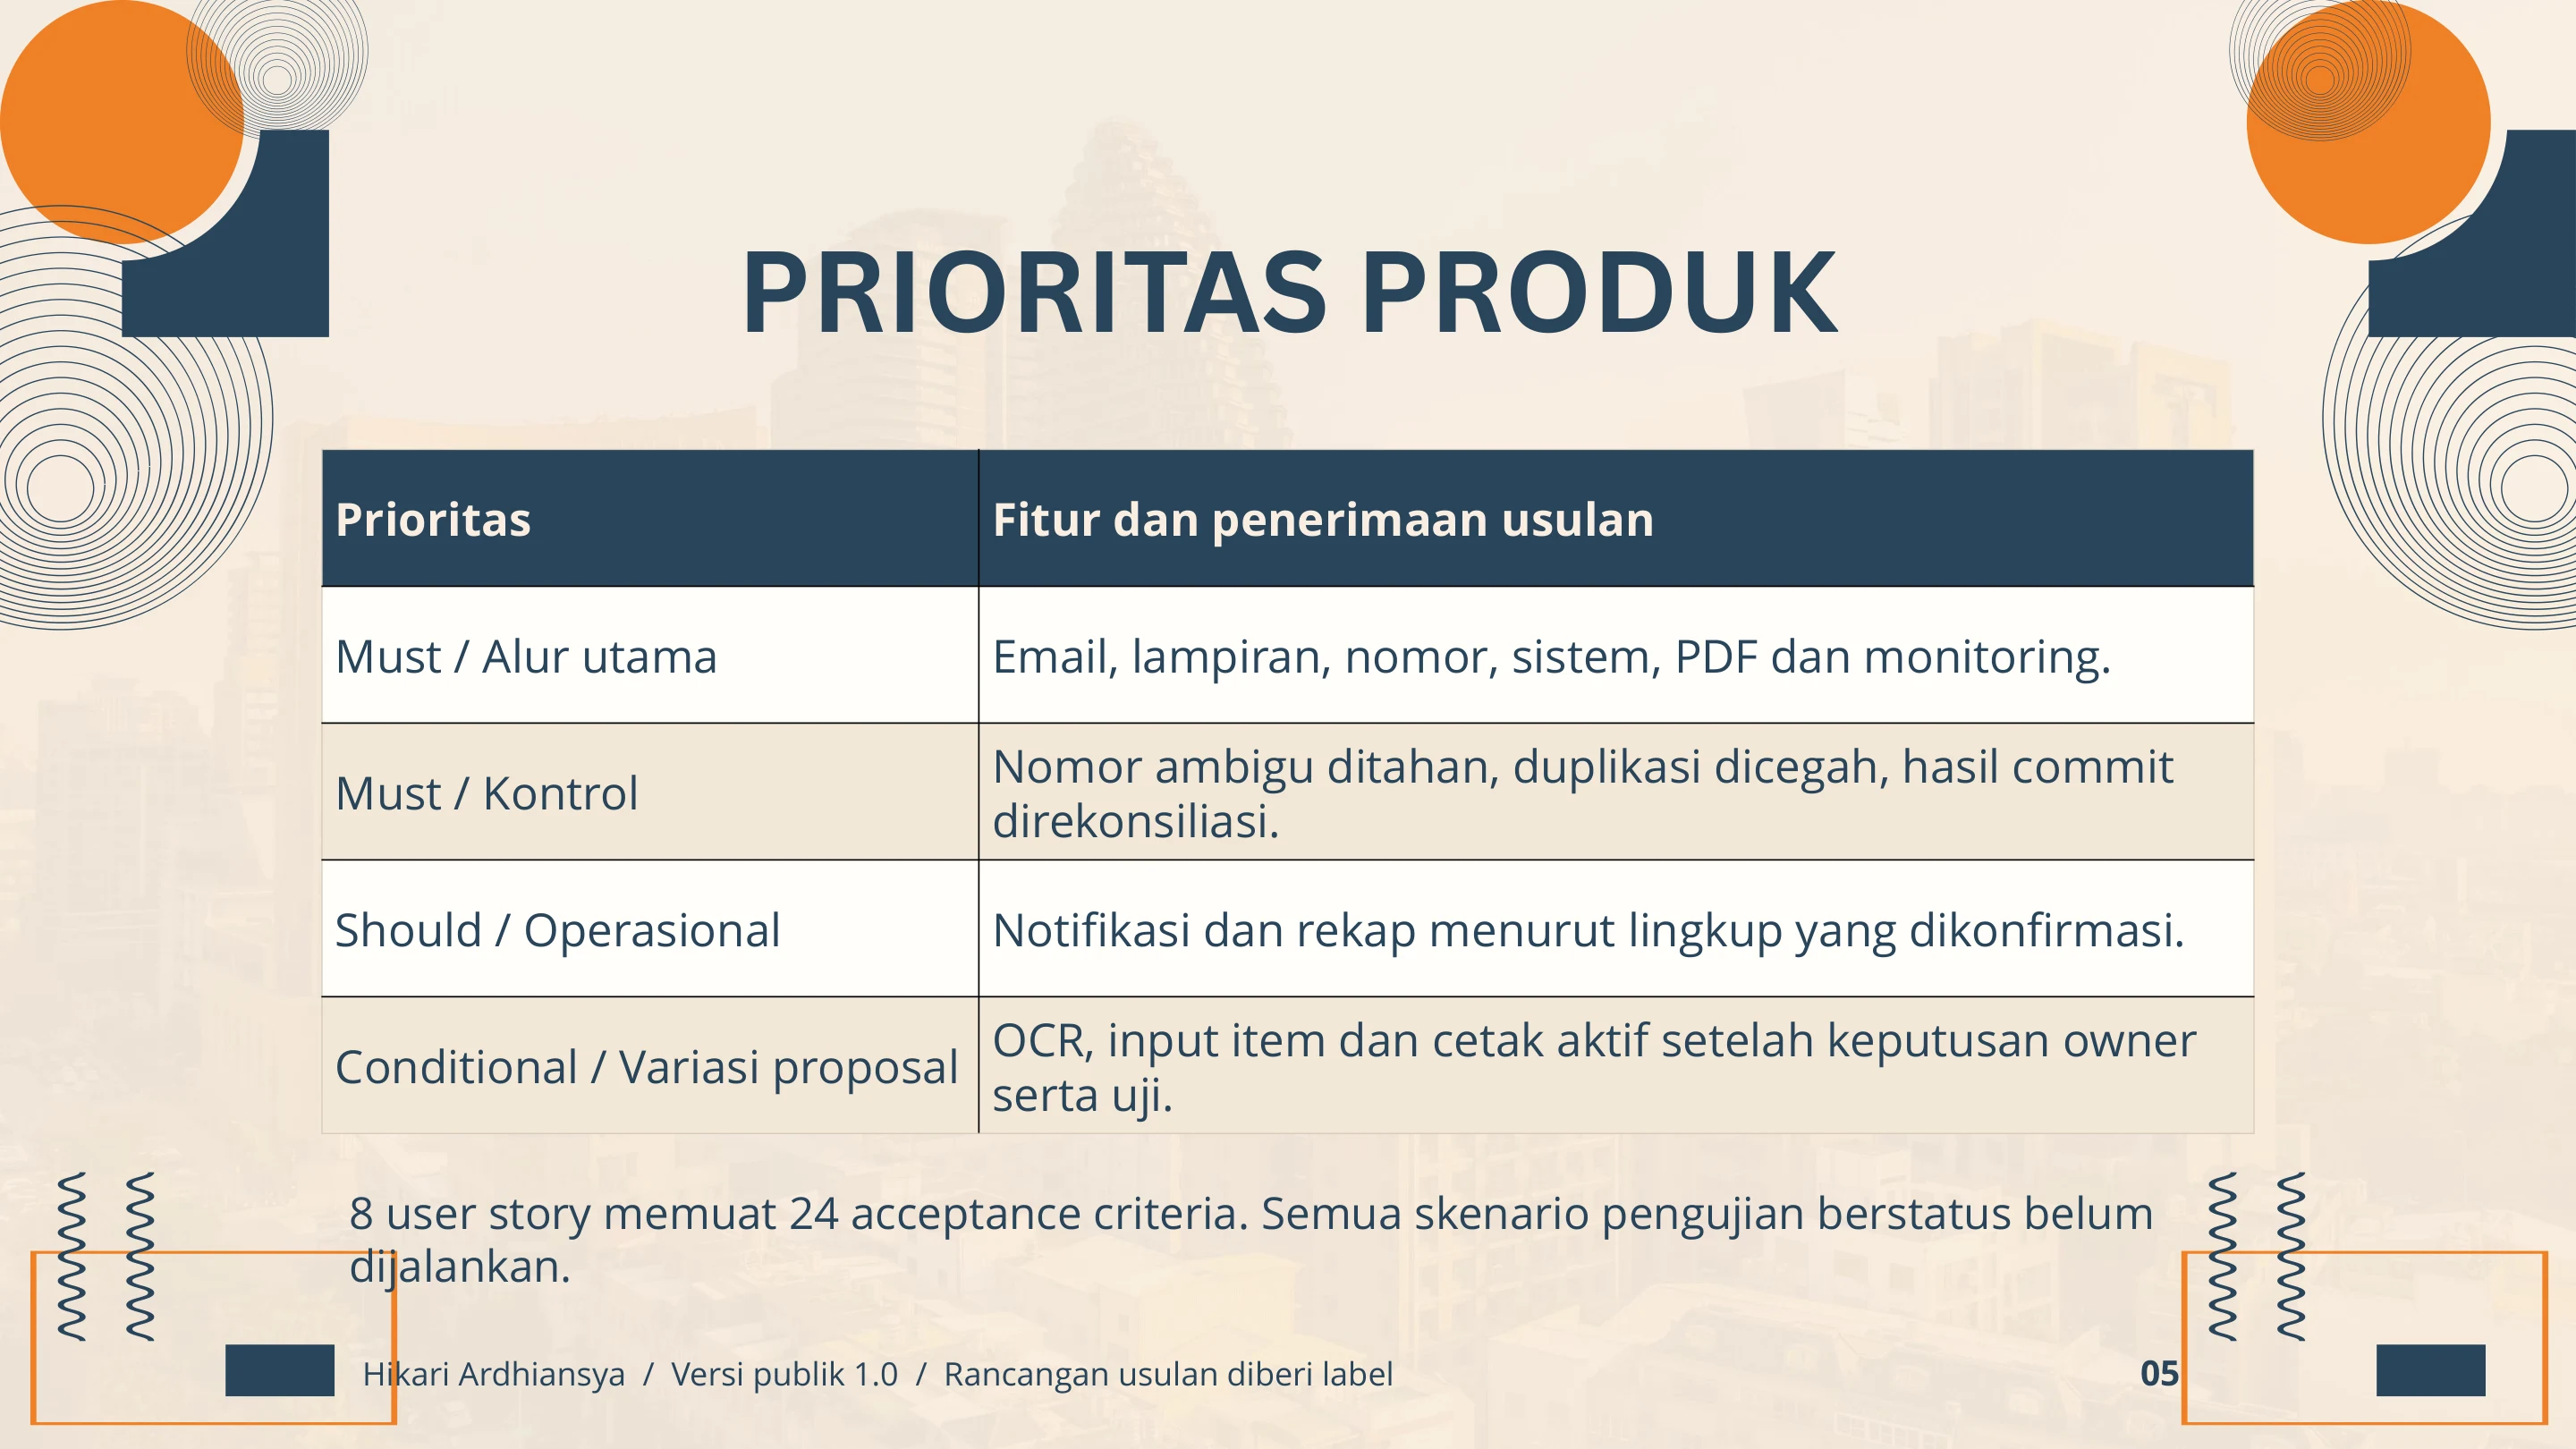 PRIORITAS PRODUK
Prioritas
Fitur dan penerimaan usulan
Must / Alur utama
Email, lampiran, nomor, sistem, PDF dan monitoring.
Must / Kontrol
Nomor ambigu ditahan, duplikasi dicegah, hasil commit
direkonsiliasi.
Should / Operasional
Notifikasi dan rekap menurut lingkup yang dikonfirmasi.
Conditional / Variasi proposal
OCR, input item dan cetak aktif setelah keputusan owner
serta uji.
8 user story memuat 24 acceptance criteria. Semua skenario pengujian berstatus belum
dijalankan.
Hikari Ardhiansya / Versi publik 1.0 / Rancangan usulan diberi label
05